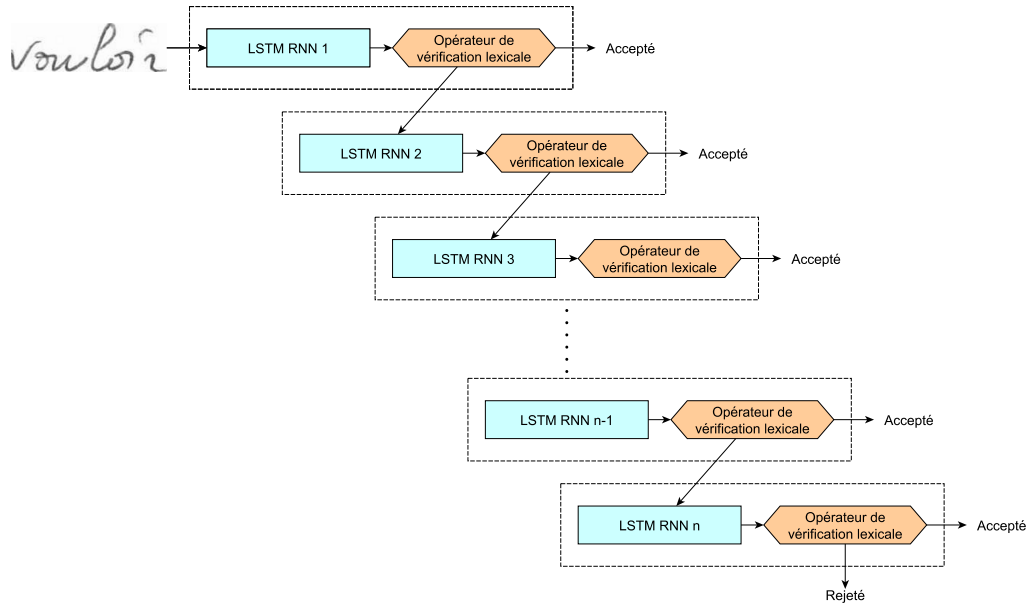 vouloir
LSTM RNN 1
Opérateur de
vérification lexicale
Accepté
LSTM RNN 2
Opérateur de
vérification lexicale
Accepté
LSTM RNN 3
Opérateur de
vérification lexicale
Accepté
LSTM RNN n-1
Opérateur de
vérification lexicale
Accepté
LSTM RNN n
Opérateur de
vérification lexicale
Accepté
Rejeté